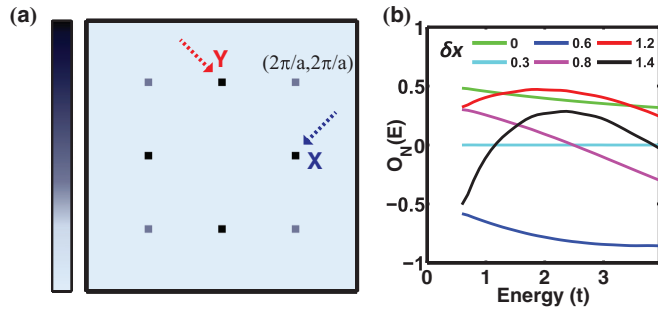 (a)
Y
(2π/a,2π/a)
X
(b)
δx
0
0.6
1.2
0.3
0.8
1.4
1
0.5
0
−0.5
−1
O_N(E)
0
1
2
3
Energy (t)